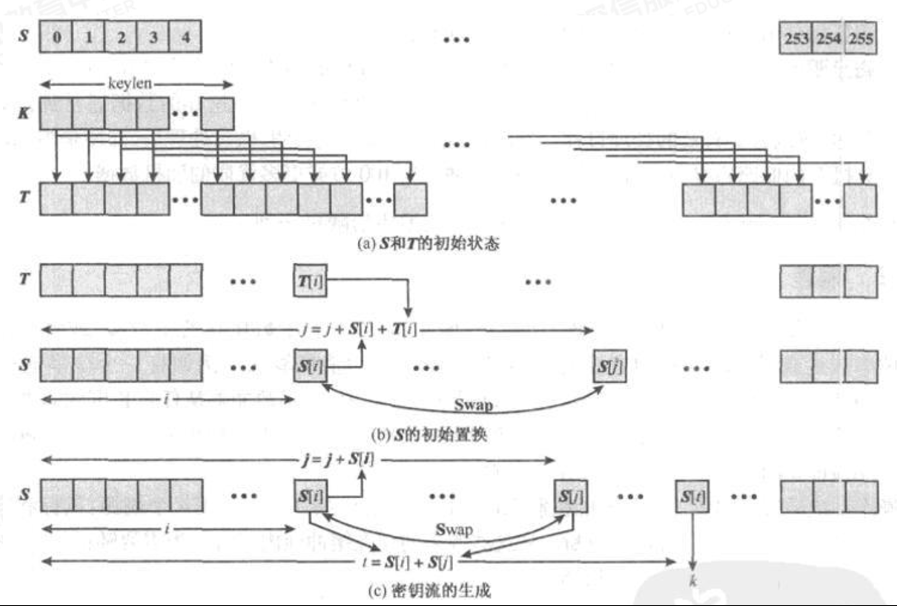 S 0 1 2 3 4 ... 253 254 255
keylen
K ...
...
T ... ... ... ...
(a) S和T的初始状态
T ... T[i] ...
j = j + S[i] + T[i]
S ... S[i] ... S[j] ...
i
Swap
(b) S的初始置换
j = j + S[i]
S ... S[i] ... S[j] ... S[t] ...
i
Swap
t = S[i] + S[j]
k
(c) 密钥流的生成